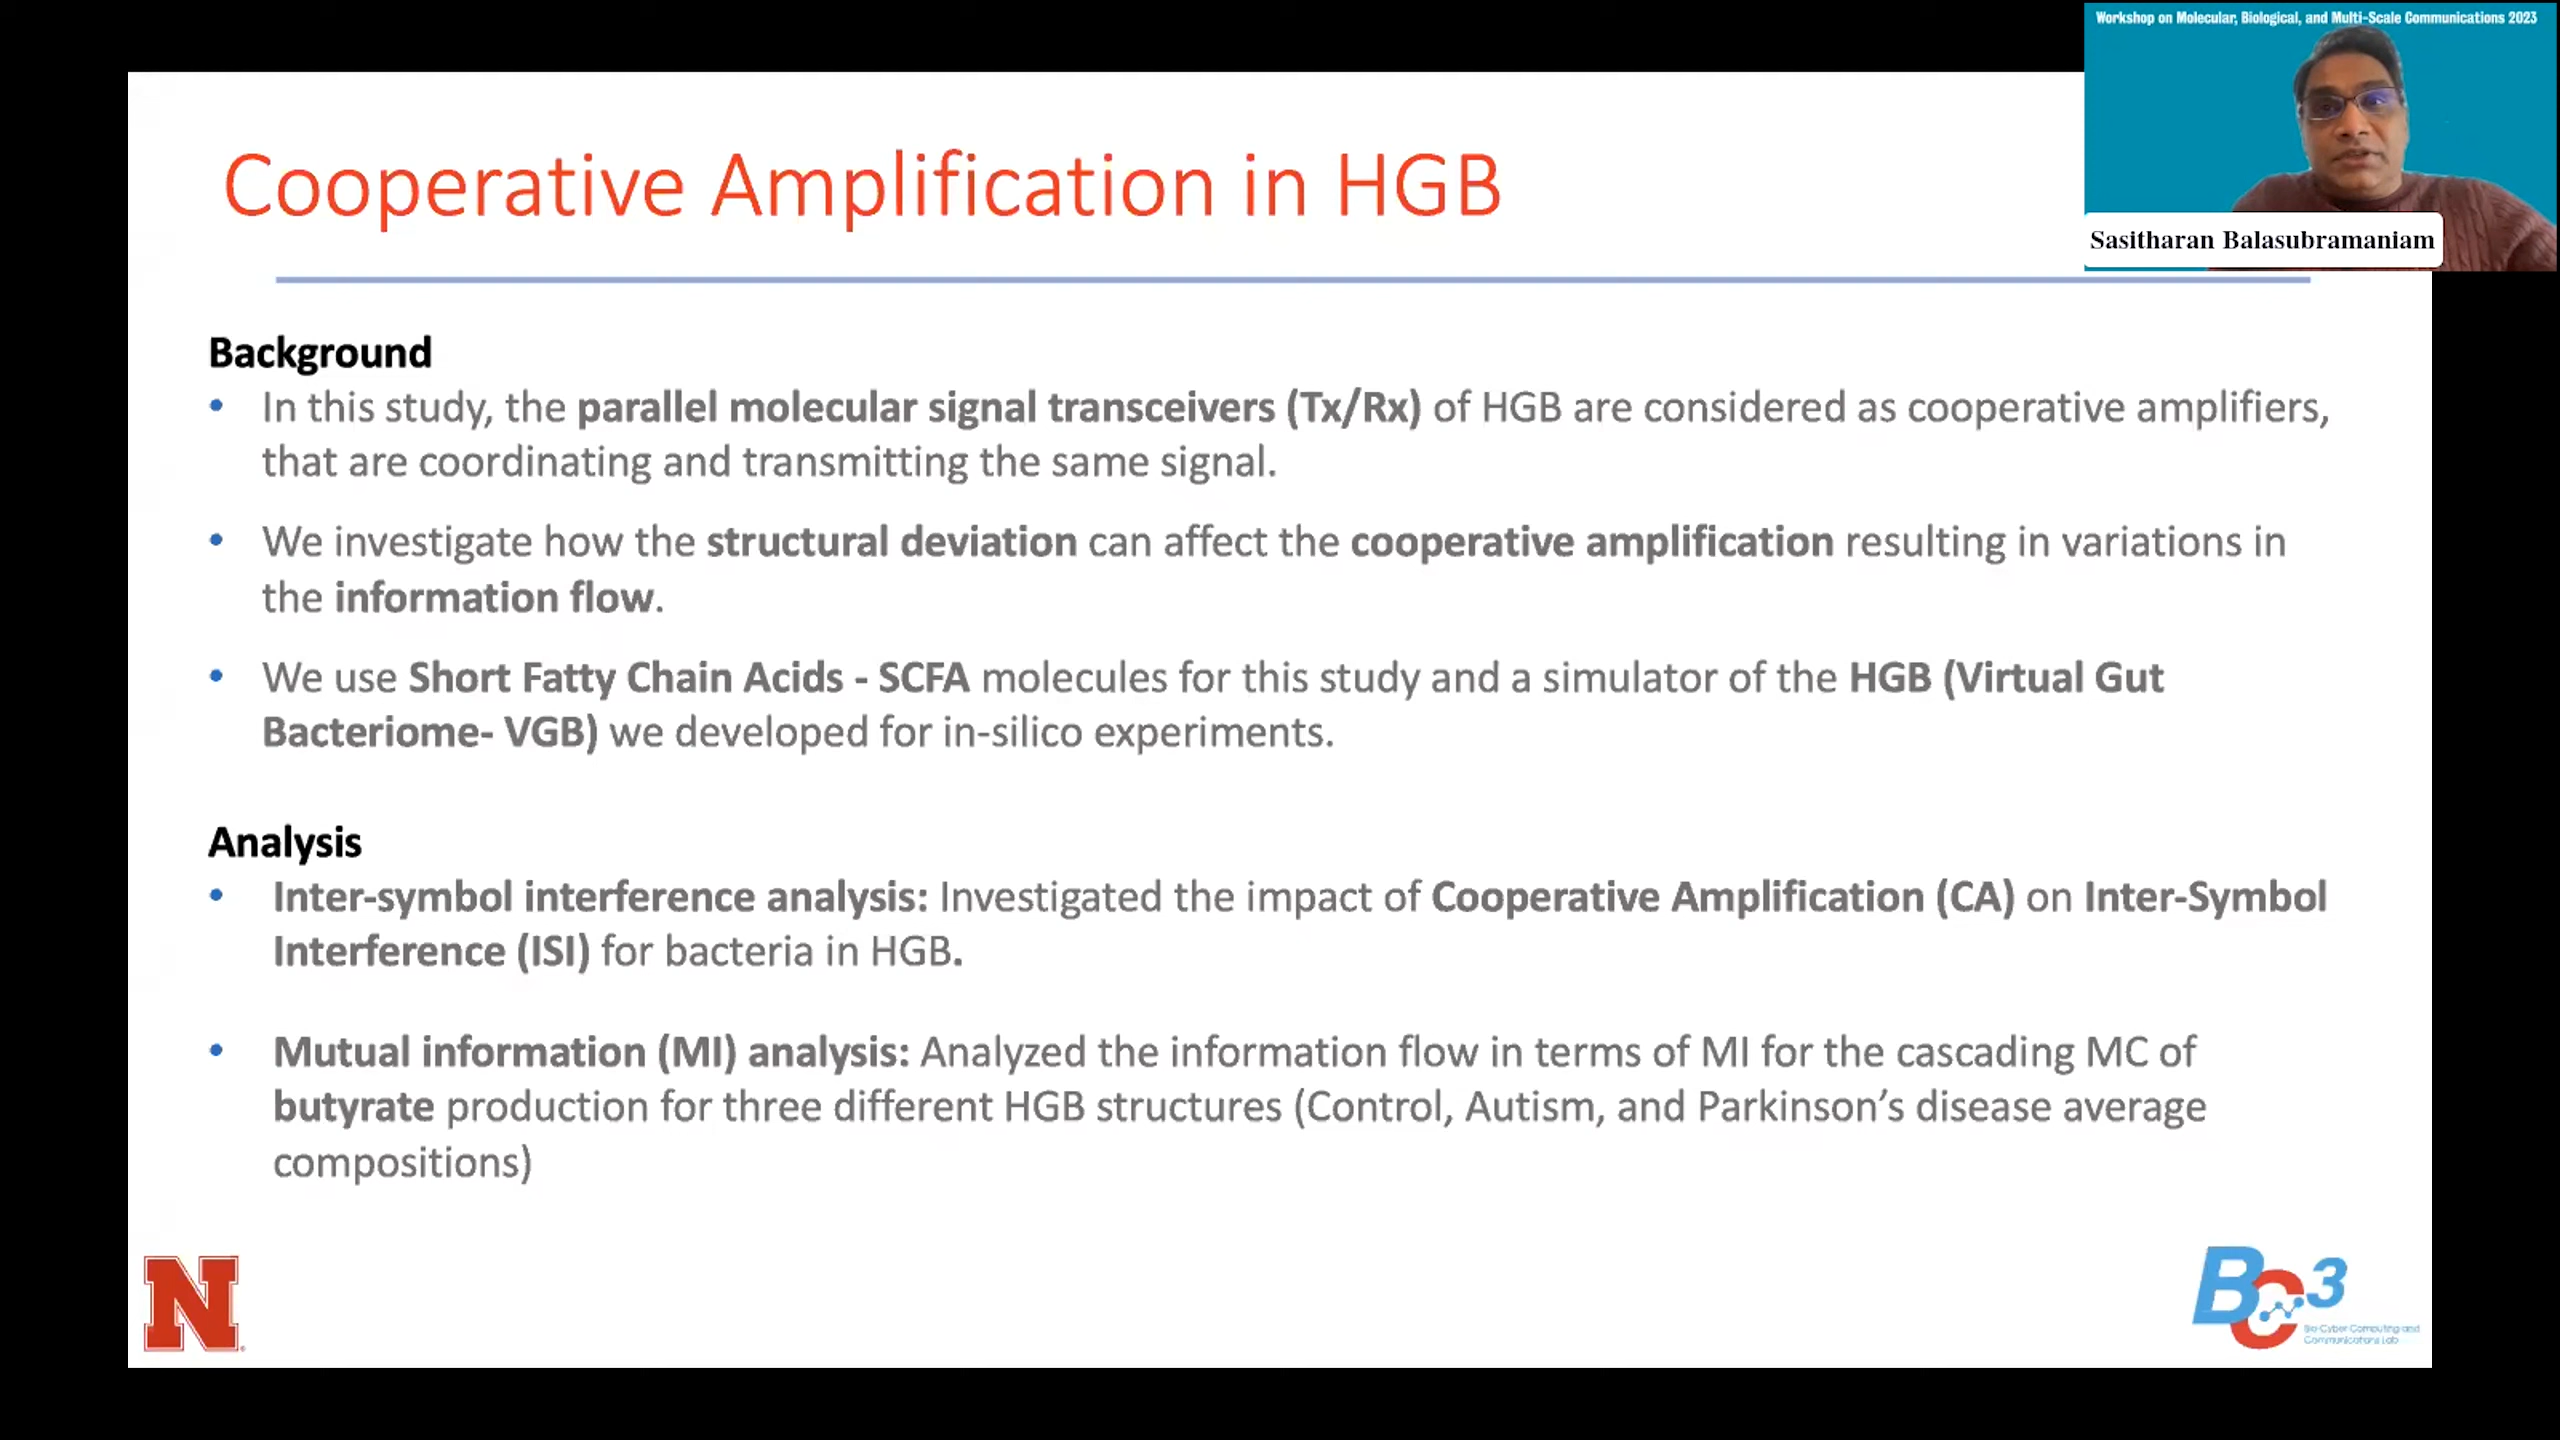 Workshop on Molecular, Biological, and Multi-Scale Communications 2023
Sasitharan Balasubramaniam
Cooperative Amplification in HGB
Background
• In this study, the parallel molecular signal transceivers (Tx/Rx) of HGB are considered as cooperative amplifiers,
that are coordinating and transmitting the same signal.
• We investigate how the structural deviation can affect the cooperative amplification resulting in variations in
the information flow.
• We use Short Fatty Chain Acids - SCFA molecules for this study and a simulator of the HGB (Virtual Gut
Bacteriome- VGB) we developed for in-silico experiments.
Analysis
• Inter-symbol interference analysis: Investigated the impact of Cooperative Amplification (CA) on Inter-Symbol
Interference (ISI) for bacteria in HGB.
• Mutual information (MI) analysis: Analyzed the information flow in terms of MI for the cascading MC of
butyrate production for three different HGB structures (Control, Autism, and Parkinson's disease average
compositions)
N
BC3
Bio-Cyber Computing and
Communications Lab